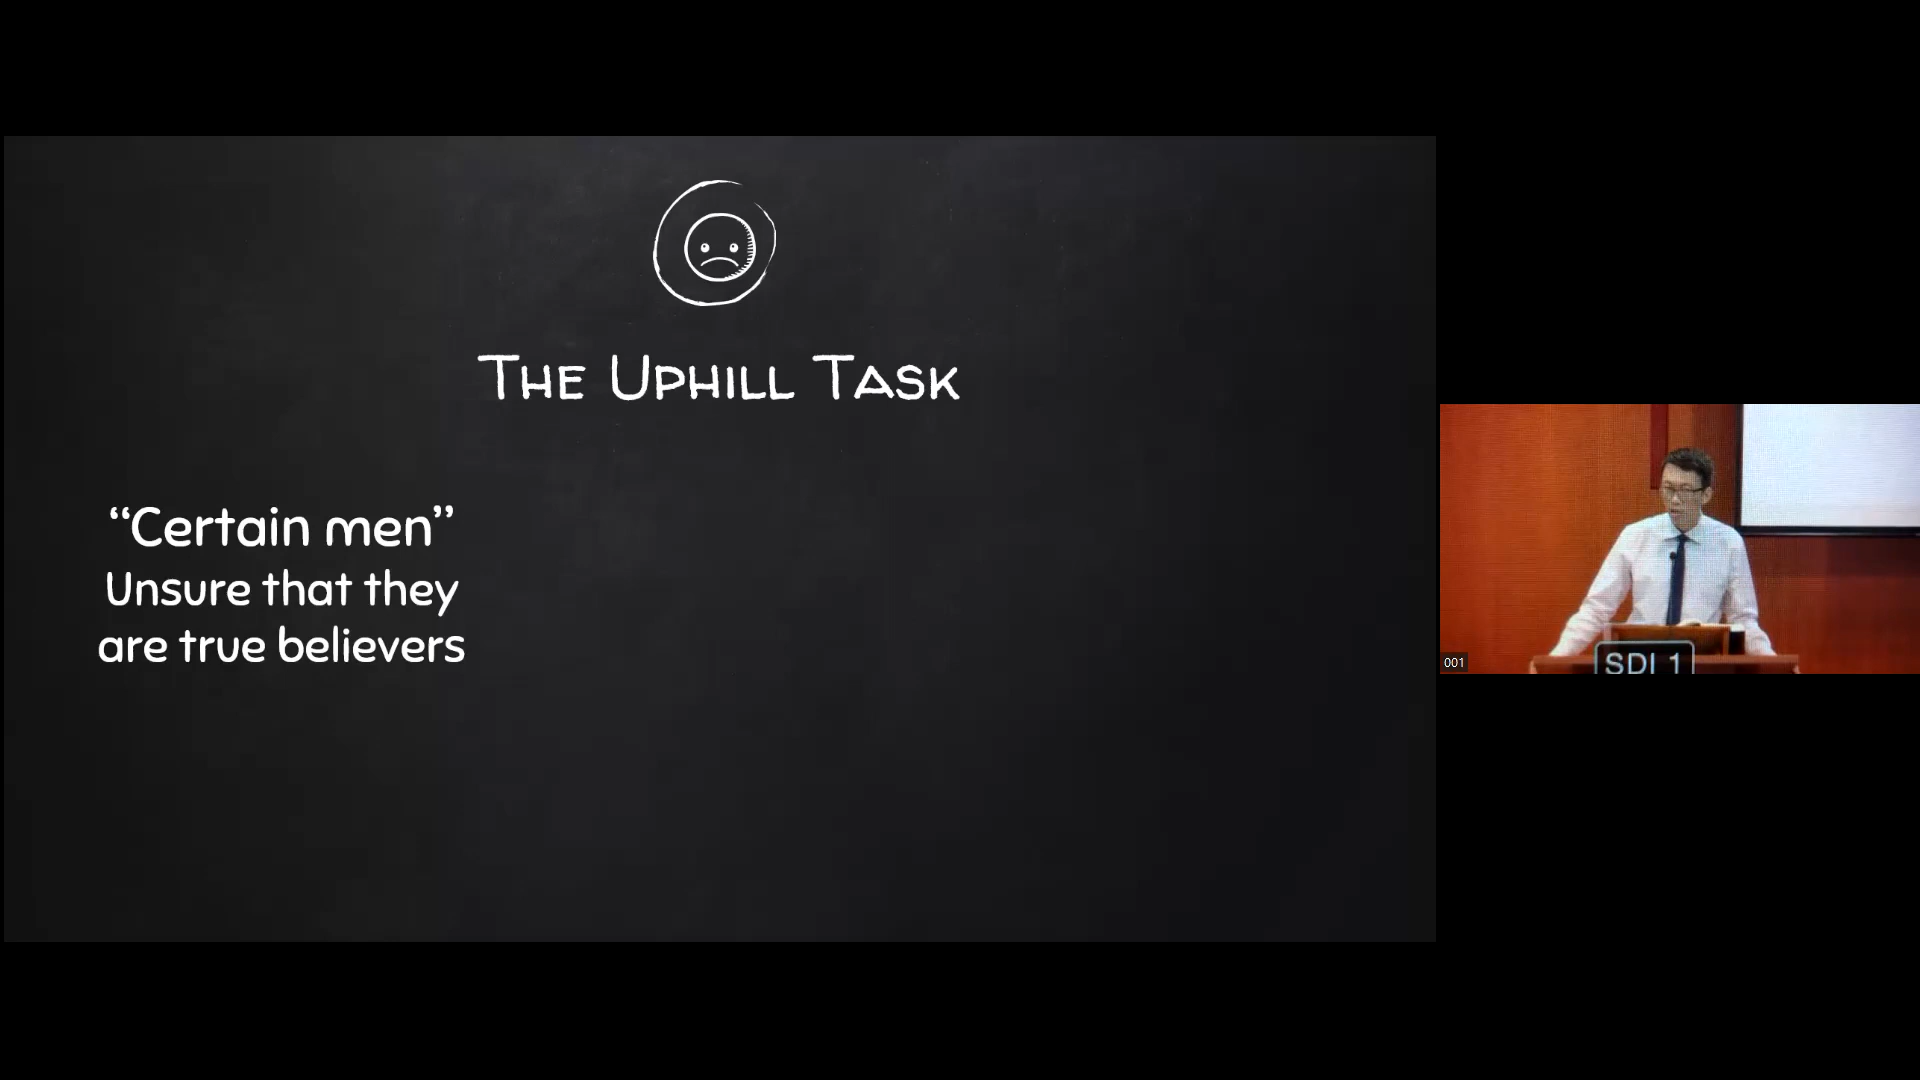 The Uphill Task
“Certain men”
Unsure that they
are true believers
001
SDI 1